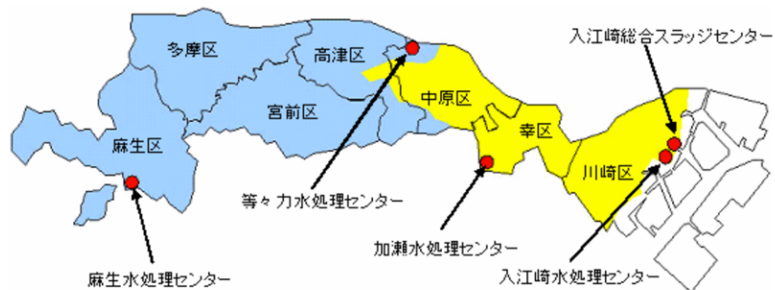 入江崎総合スラッジセンター
多摩区
高津区
中原区
宮前区
幸区
麻生区
川崎区
等々力水処理センター
加瀬水処理センター
入江崎水処理センター
麻生水処理センター